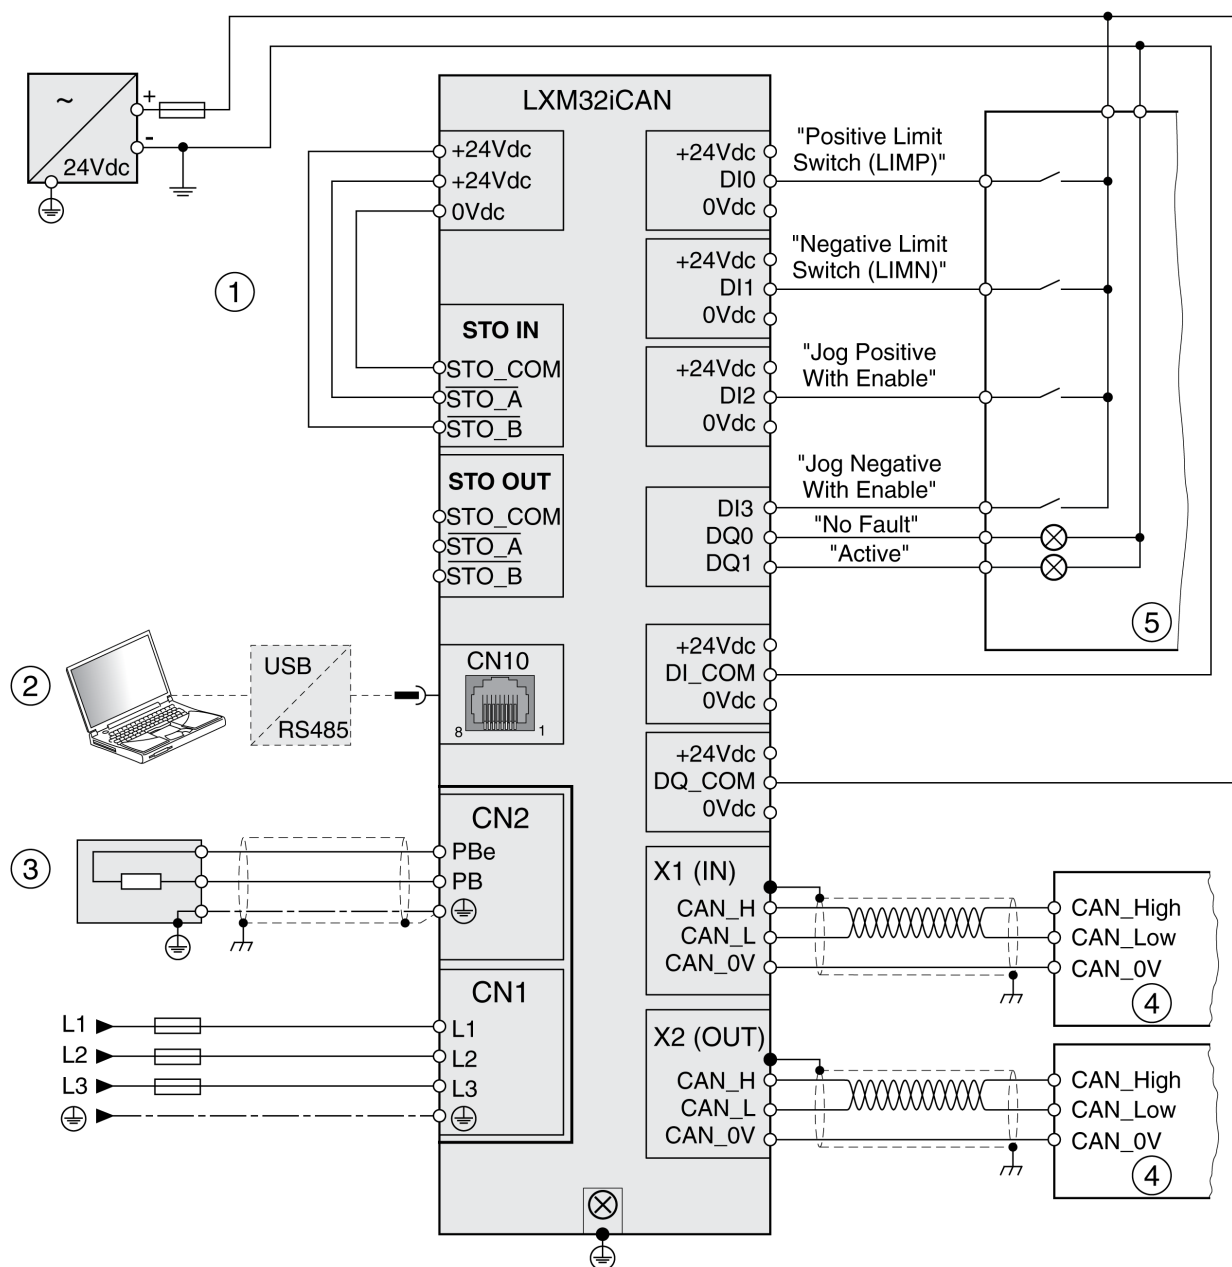 LXM32iCAN
~
+
-
24Vdc
+24Vdc
+24Vdc
0Vdc
1
STO IN
STO_COM
STO_A
STO_B
STO OUT
STO_COM
STO_A
STO_B
2
USB
RS485
CN10
8 1
3
CN2
PBe
PB
CN1
L1
L2
L3
L1
L2
L3
+24Vdc
DI0
0Vdc
"Positive Limit
Switch (LIMP)"
+24Vdc
DI1
0Vdc
"Negative Limit
Switch (LIMN)"
+24Vdc
DI2
0Vdc
"Jog Positive
With Enable"
DI3
DQ0
DQ1
"Jog Negative
With Enable"
"No Fault"
"Active"
5
+24Vdc
DI_COM
0Vdc
+24Vdc
DQ_COM
0Vdc
X1 (IN)
CAN_H
CAN_L
CAN_0V
CAN_High
CAN_Low
CAN_0V
4
X2 (OUT)
CAN_H
CAN_L
CAN_0V
CAN_High
CAN_Low
CAN_0V
4